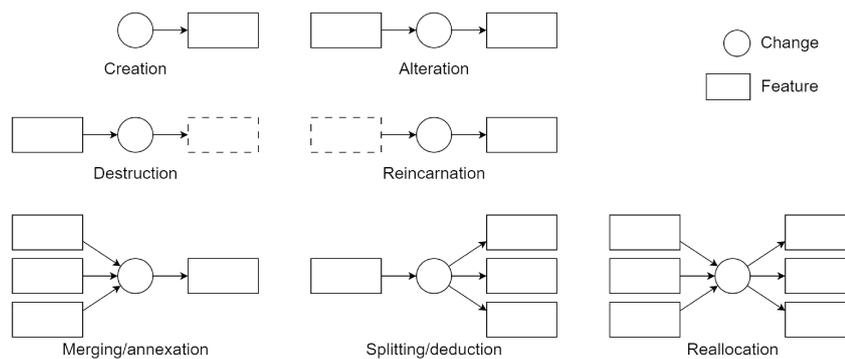 Creation
Alteration
Change
Feature
Destruction
Reincarnation
Merging/annexation
Splitting/deduction
Reallocation